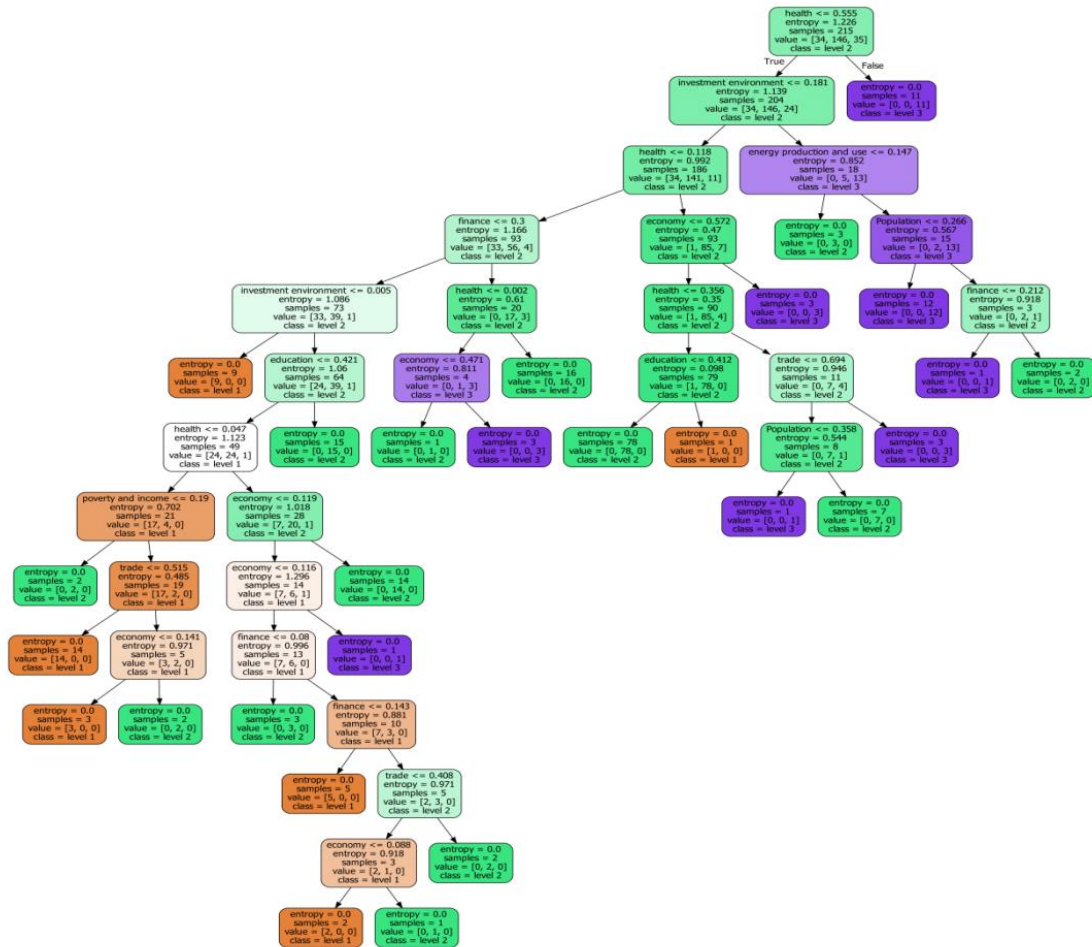 health <= 0.555
entropy = 1.226
samples = 215
value = [34, 146, 35]
class = level 2
True
False
investment environment <= 0.181
entropy = 1.139
samples = 204
value = [34, 146, 24]
class = level 2
entropy = 0.0
samples = 11
value = [0, 0, 11]
class = level 3
health <= 0.118
entropy = 0.992
samples = 186
value = [34, 141, 11]
class = level 2
energy production and use <= 0.147
entropy = 0.852
samples = 18
value = [0, 5, 13]
class = level 3
finance <= 0.3
entropy = 1.166
samples = 93
value = [33, 56, 4]
class = level 2
economy <= 0.572
entropy = 0.47
samples = 93
value = [1, 85, 7]
class = level 2
entropy = 0.0
samples = 3
value = [0, 3, 0]
class = level 2
Population <= 0.266
entropy = 0.567
samples = 15
value = [0, 2, 13]
class = level 3
investment environment <= 0.005
entropy = 1.086
samples = 73
value = [33, 39, 1]
class = level 2
health <= 0.002
entropy = 0.61
samples = 20
value = [0, 17, 3]
class = level 2
health <= 0.356
entropy = 0.35
samples = 90
value = [1, 85, 4]
class = level 2
entropy = 0.0
samples = 3
value = [0, 0, 3]
class = level 3
entropy = 0.0
samples = 12
value = [0, 0, 12]
class = level 3
finance <= 0.212
entropy = 0.918
samples = 3
value = [0, 2, 1]
class = level 2
entropy = 0.0
samples = 9
value = [9, 0, 0]
class = level 1
education <= 0.421
entropy = 1.06
samples = 64
value = [24, 39, 1]
class = level 2
economy <= 0.471
entropy = 0.811
samples = 4
value = [0, 1, 3]
class = level 3
entropy = 0.0
samples = 16
value = [0, 16, 0]
class = level 2
education <= 0.412
entropy = 0.098
samples = 79
value = [1, 78, 0]
class = level 2
trade <= 0.694
entropy = 0.946
samples = 11
value = [0, 7, 4]
class = level 2
entropy = 0.0
samples = 1
value = [0, 0, 1]
class = level 3
entropy = 0.0
samples = 2
value = [0, 2, 0]
class = level 2
health <= 0.047
entropy = 1.123
samples = 49
value = [24, 24, 1]
class = level 1
entropy = 0.0
samples = 15
value = [0, 15, 0]
class = level 2
entropy = 0.0
samples = 1
value = [0, 1, 0]
class = level 2
entropy = 0.0
samples = 3
value = [0, 0, 3]
class = level 3
entropy = 0.0
samples = 78
value = [0, 78, 0]
class = level 2
entropy = 0.0
samples = 1
value = [1, 0, 0]
class = level 1
Population <= 0.358
entropy = 0.544
samples = 8
value = [0, 7, 1]
class = level 2
entropy = 0.0
samples = 3
value = [0, 0, 3]
class = level 3
poverty and income <= 0.19
entropy = 0.702
samples = 21
value = [17, 4, 0]
class = level 1
economy <= 0.119
entropy = 1.018
samples = 28
value = [7, 20, 1]
class = level 2
entropy = 0.0
samples = 1
value = [0, 0, 1]
class = level 3
entropy = 0.0
samples = 7
value = [0, 7, 0]
class = level 2
entropy = 0.0
samples = 2
value = [0, 2, 0]
class = level 2
trade <= 0.515
entropy = 0.485
samples = 19
value = [17, 2, 0]
class = level 1
economy <= 0.116
entropy = 1.296
samples = 14
value = [7, 6, 1]
class = level 1
entropy = 0.0
samples = 14
value = [0, 14, 0]
class = level 2
entropy = 0.0
samples = 14
value = [14, 0, 0]
class = level 1
economy <= 0.141
entropy = 0.971
samples = 5
value = [3, 2, 0]
class = level 1
finance <= 0.08
entropy = 0.996
samples = 13
value = [7, 6, 0]
class = level 1
entropy = 0.0
samples = 1
value = [0, 0, 1]
class = level 3
entropy = 0.0
samples = 3
value = [3, 0, 0]
class = level 1
entropy = 0.0
samples = 2
value = [0, 2, 0]
class = level 2
entropy = 0.0
samples = 3
value = [0, 3, 0]
class = level 2
finance <= 0.143
entropy = 0.881
samples = 10
value = [7, 3, 0]
class = level 1
entropy = 0.0
samples = 5
value = [5, 0, 0]
class = level 1
trade <= 0.408
entropy = 0.971
samples = 5
value = [2, 3, 0]
class = level 2
economy <= 0.088
entropy = 0.918
samples = 3
value = [2, 1, 0]
class = level 1
entropy = 0.0
samples = 2
value = [0, 2, 0]
class = level 2
entropy = 0.0
samples = 2
value = [2, 0, 0]
class = level 1
entropy = 0.0
samples = 1
value = [0, 1, 0]
class = level 2